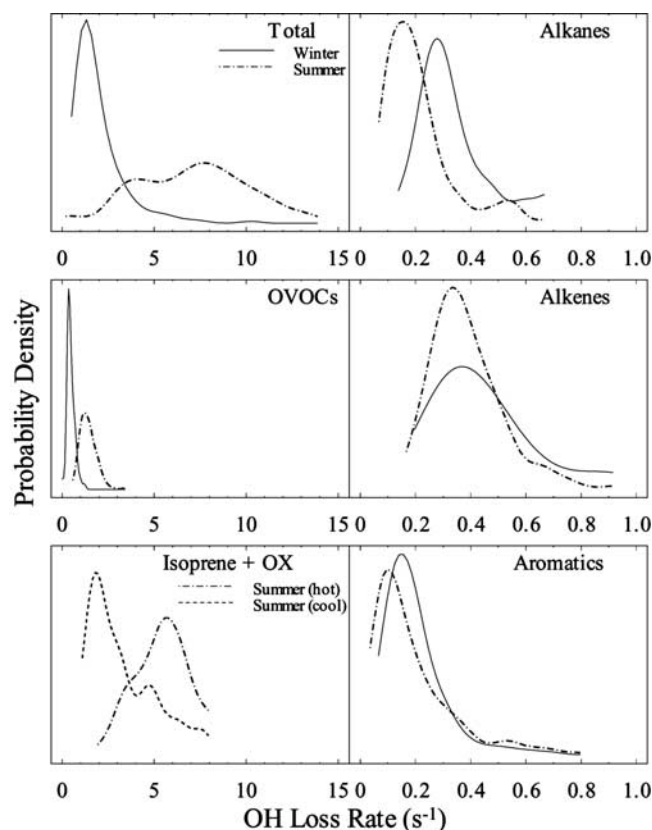 Total
Winter
Summer
Alkanes
0 5 10 15 0 0.2 0.4 0.6 0.8 1.0
OVOCs
Alkenes
Probability Density
0 5 10 15 0 0.2 0.4 0.6 0.8 1.0
Isoprene + OX
Summer (hot)
Summer (cool)
Aromatics
0 5 10 15 0 0.2 0.4 0.6 0.8 1.0
OH Loss Rate (s⁻¹)